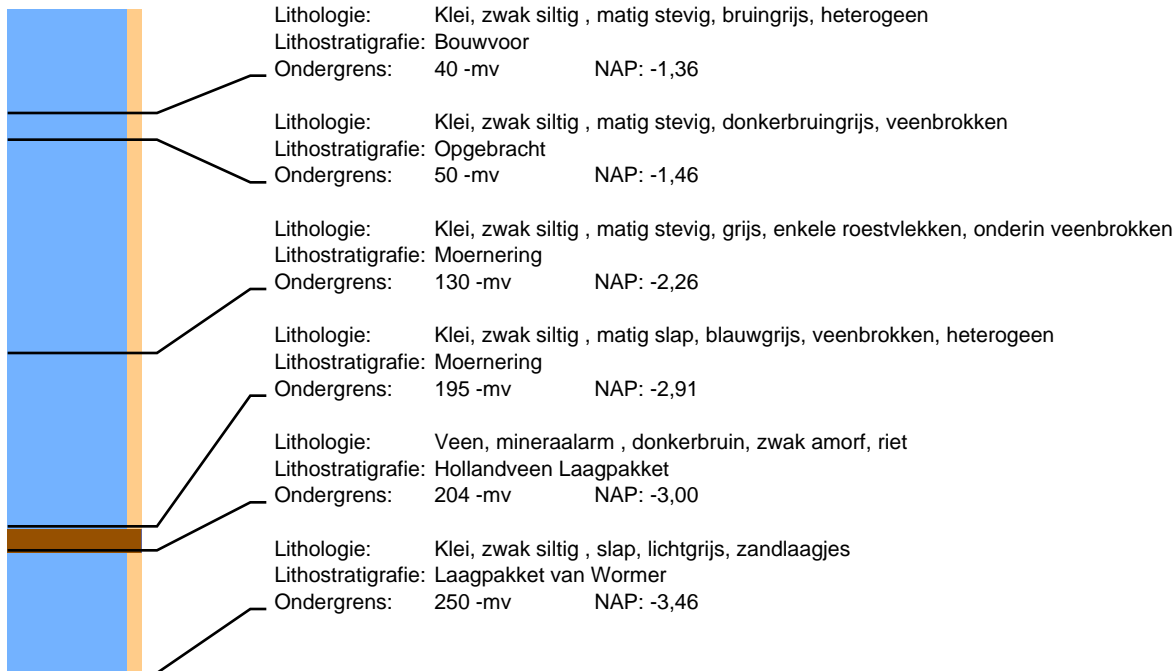 Lithologie: Klei, zwak siltig , matig stevig, bruingrijs, heterogeen
Lithostratigrafie: Bouwvoor
Ondergrens: 40 -mv NAP: -1,36
Lithologie: Klei, zwak siltig , matig stevig, donkerbruingrijs, veenbrokken
Lithostratigrafie: Opgebracht
Ondergrens: 50 -mv NAP: -1,46
Lithologie: Klei, zwak siltig , matig stevig, grijs, enkele roestvlekken, onderin veenbrokken
Lithostratigrafie: Moernering
Ondergrens: 130 -mv NAP: -2,26
Lithologie: Klei, zwak siltig , matig slap, blauwgrijs, veenbrokken, heterogeen
Lithostratigrafie: Moernering
Ondergrens: 195 -mv NAP: -2,91
Lithologie: Veen, mineraalarm , donkerbruin, zwak amorf, riet
Lithostratigrafie: Hollandveen Laagpakket
Ondergrens: 204 -mv NAP: -3,00
Lithologie: Klei, zwak siltig , slap, lichtgrijs, zandlaagjes
Lithostratigrafie: Laagpakket van Wormer
Ondergrens: 250 -mv NAP: -3,46